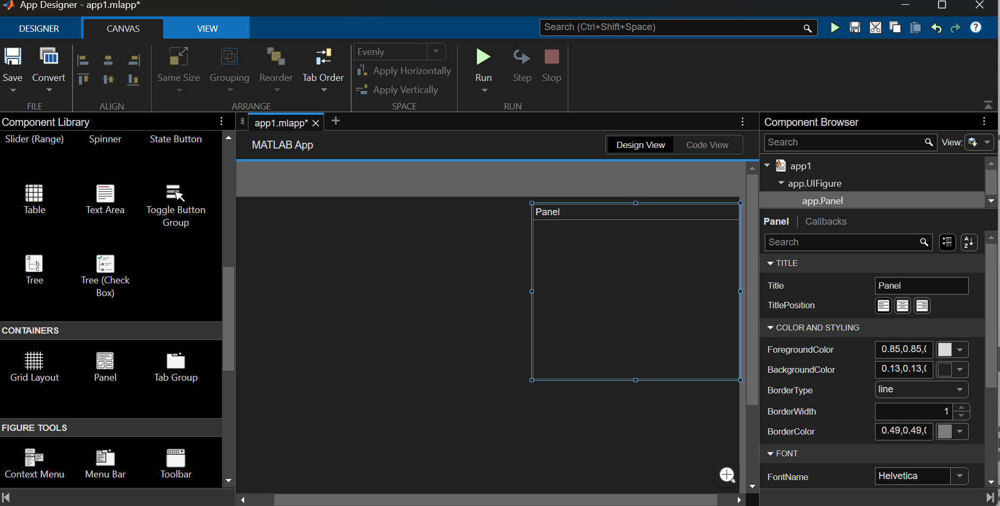 App Designer - app1.mlapp*
DESIGNER
CANVAS
VIEW
Search (Ctrl+Shift+Space)
Save
Convert
FILE
ALIGN
Same Size
Grouping
Reorder
Tab Order
ARRANGE
Evenly
Apply Horizontally
Apply Vertically
SPACE
Run
Step
Stop
RUN
Component Library
Slider (Range)
Spinner
State Button
Table
Text Area
Toggle Button
Group
Tree
Tree (Check
Box)
CONTAINERS
Grid Layout
Panel
Tab Group
FIGURE TOOLS
Context Menu
Menu Bar
Toolbar
app1.mlapp*
MATLAB App
Design View
Code View
Panel
Component Browser
Search
View:
app1
app.UIFigure
app.Panel
Panel
Callbacks
Search
TITLE
Title
Panel
TitlePosition
COLOR AND STYLING
ForegroundColor
0.85,0.85,(
BackgroundColor
0.13,0.13,(
BorderType
line
BorderWidth
1
BorderColor
0.49,0.49,(
FONT
FontName
Helvetica